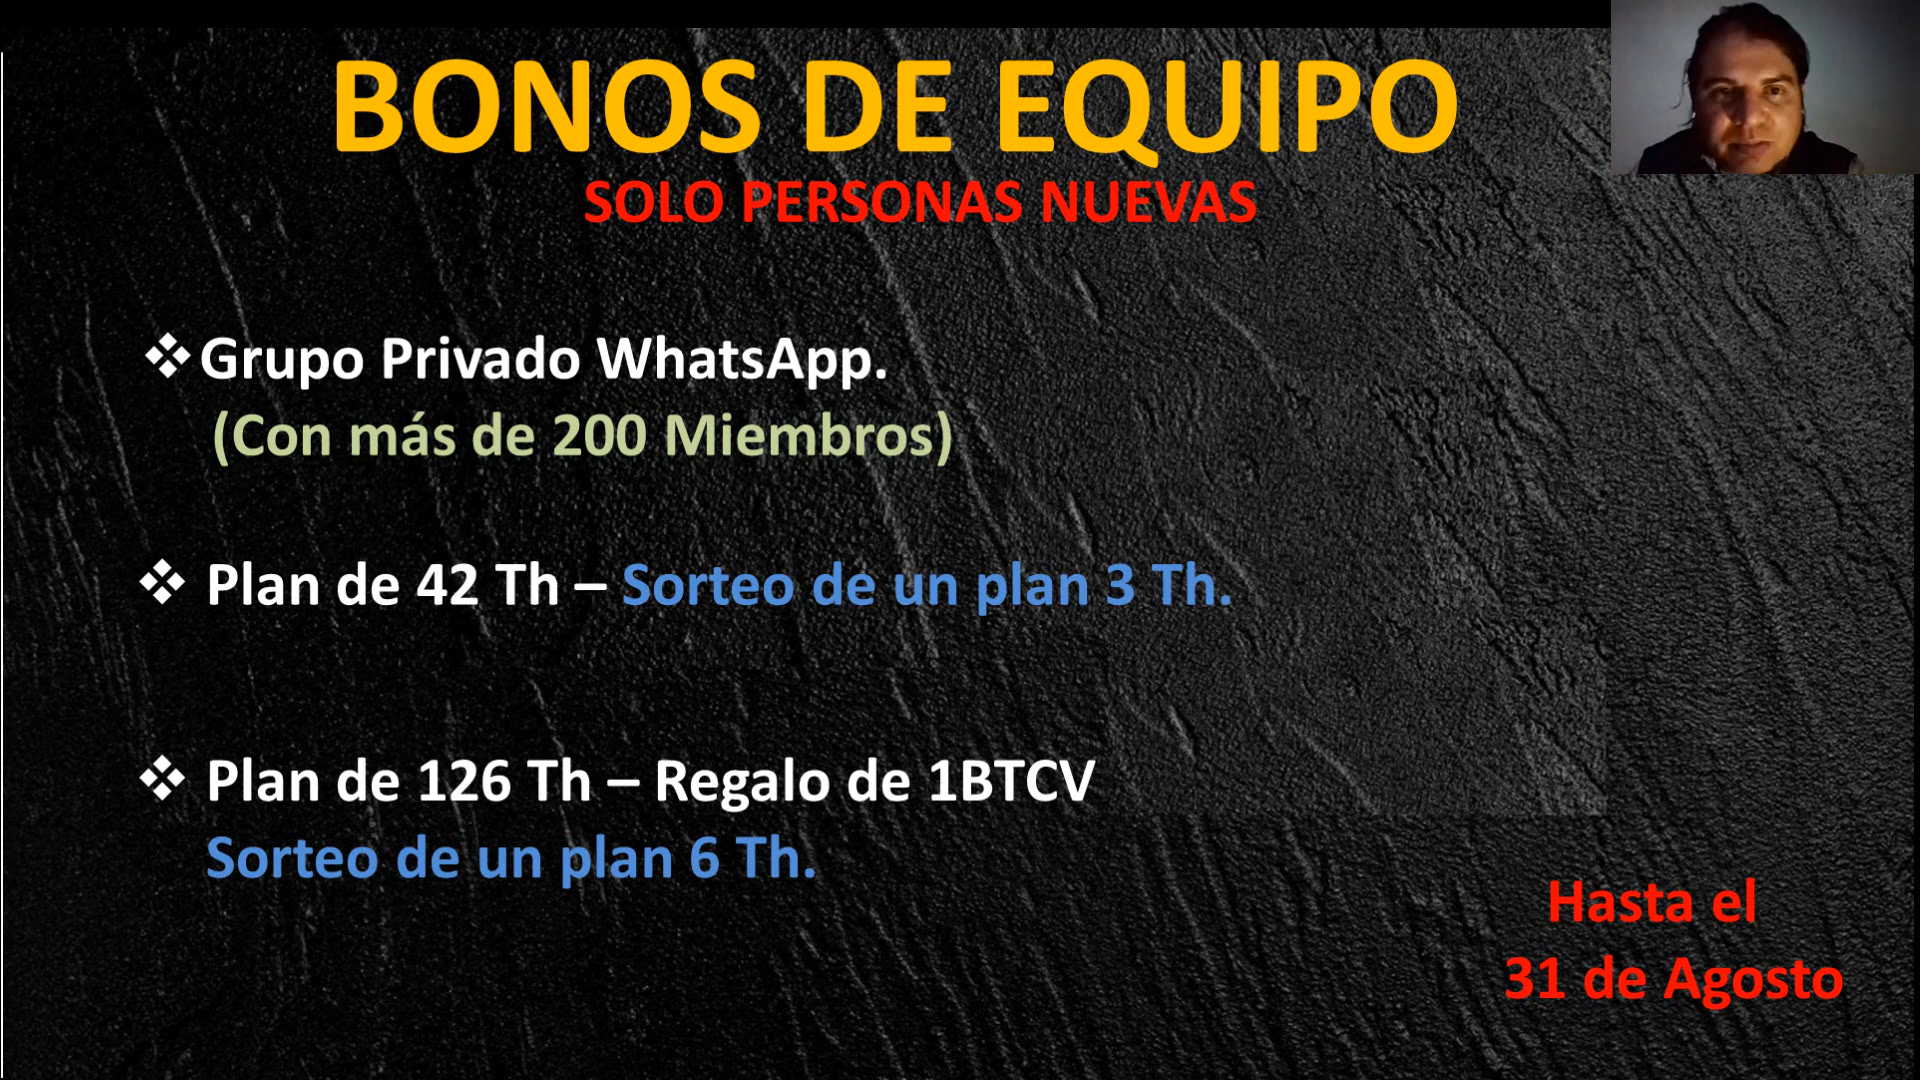 BONOS DE EQUIPO
SOLO PERSONAS NUEVAS
❖Grupo Privado WhatsApp.
(Con más de 200 Miembros)
❖ Plan de 42 Th – Sorteo de un plan 3 Th.
❖ Plan de 126 Th – Regalo de 1BTCV
Sorteo de un plan 6 Th.
Hasta el
31 de Agosto